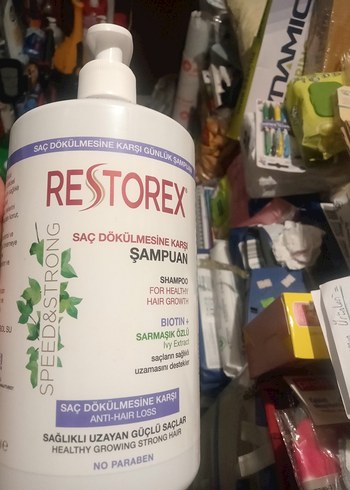 SAÇ DÖKÜLMESİNE KARŞI GÜNLÜK ŞAMPUAN
RESTOREX
SAÇ DÖKÜLMESİNE KARŞI
ŞAMPUAN
SHAMPOO
FOR HEALTHY
HAIR GROWTH
SPEED&STRONG
BIOTIN +
SARMAŞIK ÖZLÜ
Ivy Extract
saçların sağlıklı
uzamasını destekler
SAÇ DÖKÜLMESİNE KARŞI
ANTI-HAIR LOSS
SAĞLIKLI UZAYAN GÜÇLÜ SAÇLAR
HEALTHY GROWING STRONG HAIR
NO PARABEN